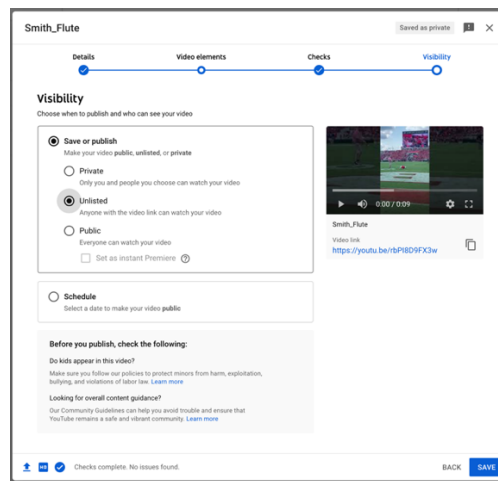 Smith_Flute
Saved as private
Details
Video elements
Checks
Visibility
Visibility
Choose when to publish and who can see your video
Save or publish
Make your video public, unlisted, or private
Private
Only you and people you choose can watch your video
Unlisted
Anyone with the video link can watch your video
Public
Everyone can watch your video
Set as instant Premiere
Schedule
Select a date to make your video public
Before you publish, check the following:
Do kids appear in this video?
Make sure you follow our policies to protect minors from harm, exploitation,
bullying, and violations of labor law. Learn more
Looking for overall content guidance?
Our Community Guidelines can help you avoid trouble and ensure that
YouTube remains a safe and vibrant community. Learn more
0:00 / 0:09
Smith_Flute
Video link
https://youtu.be/rbPI8D9FX3w
HD
Checks complete. No issues found.
BACK
SAVE